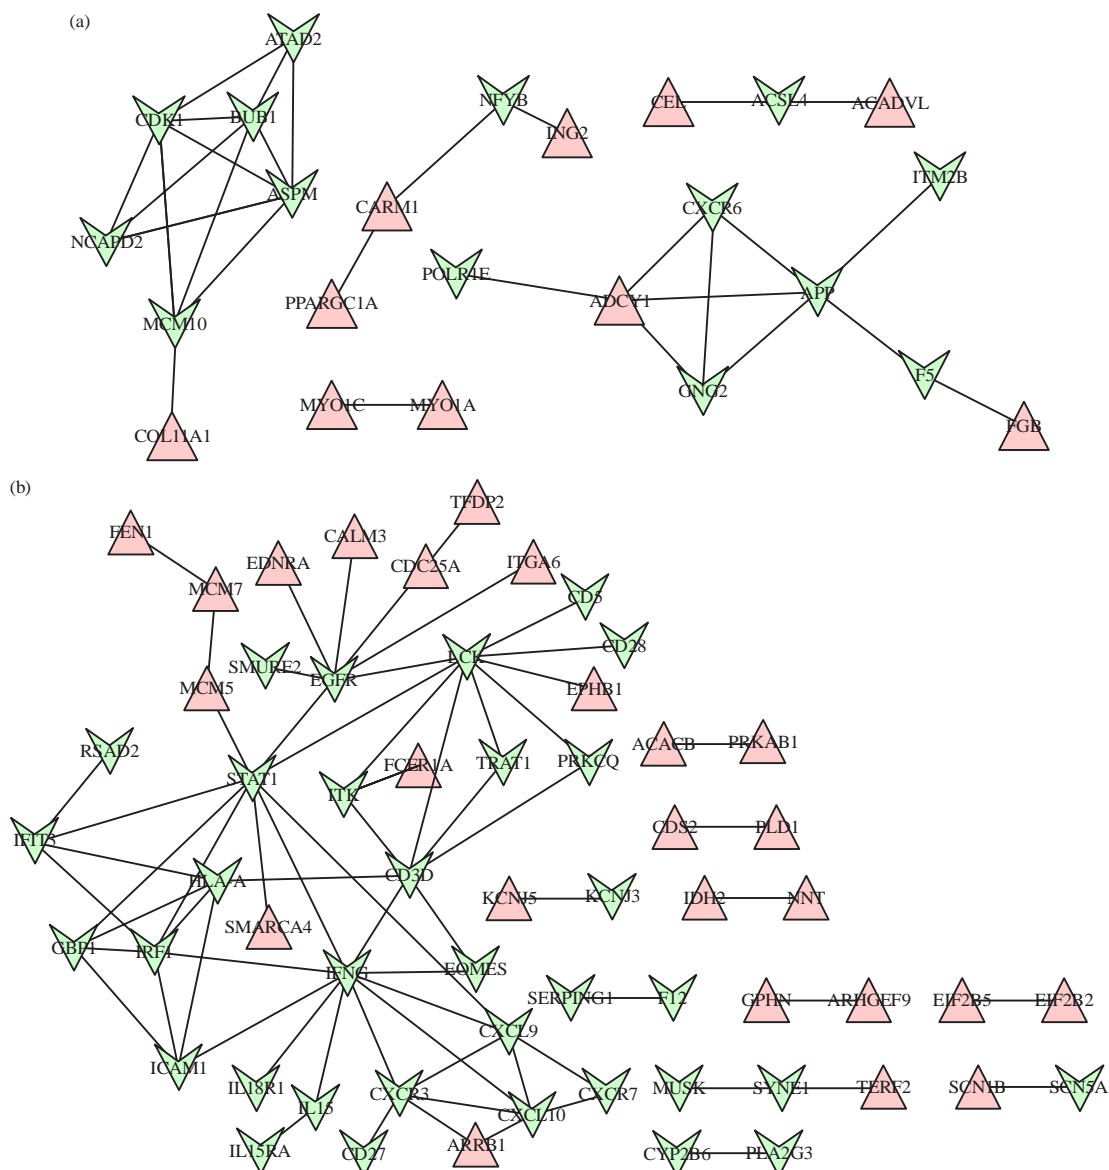 (a)
ATAD2
NFYB
CEL
ACSL4
ACADVL
CDK1
BUB1
ING2
ITM2B
ASPM
CARM1
CXCR6
NCAPD2
POLR1E
PPARGC1A
ADCY1
APP
MCM10
F5
GNG2
MYO1C
MYO1A
COL11A1
FGB
(b)
TFDP2
FEN1
CALM3
EDNRA
CDC25A
ITGA6
MCM7
CD5
CD28
LCK
SMURF2
EGFR
MCM5
EPHB1
RSAD2
ACACB
PRKAB1
STAT1
FCER1A
TRAT1
PRKCQ
ITK
CDS2
PLD1
IFIT5
HLA-A
CD3D
KCNJ5
KCNJ3
IDH2
NNT
SMARCA4
GBP1
IRF1
IFNG
EOMES
SERPING1
F12
GPHN
ARHGEF9
EIF2B5
EIF2B2
CXCL9
ICAM1
IL18R1
CXCR3
CXCR7
MUSK
SYNE1
TERF2
SCN1B
SCN5A
IL15
CXCL10
IL15RA
CD27
ARRB1
CYP2B6
PLA2G3